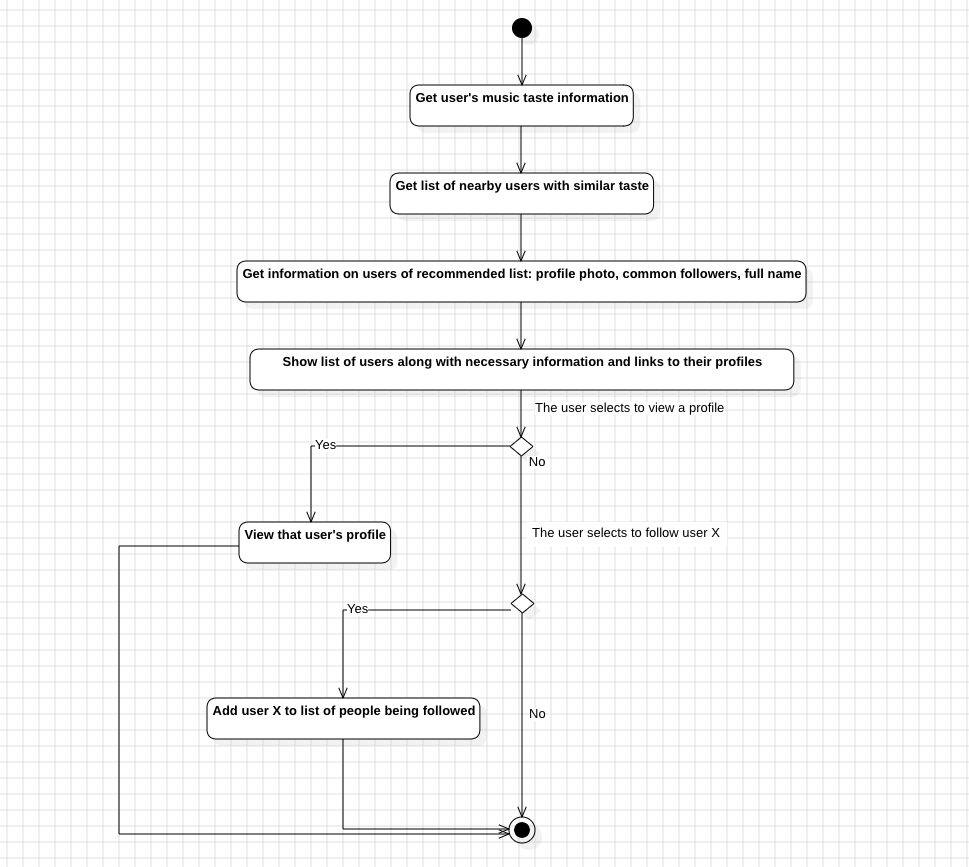 Get user's music taste information
Get list of nearby users with similar taste
Get information on users of recommended list: profile photo, common followers, full name
Show list of users along with necessary information and links to their profiles
The user selects to view a profile
Yes
No
View that user's profile
The user selects to follow user X
Yes
Add user X to list of people being followed
No